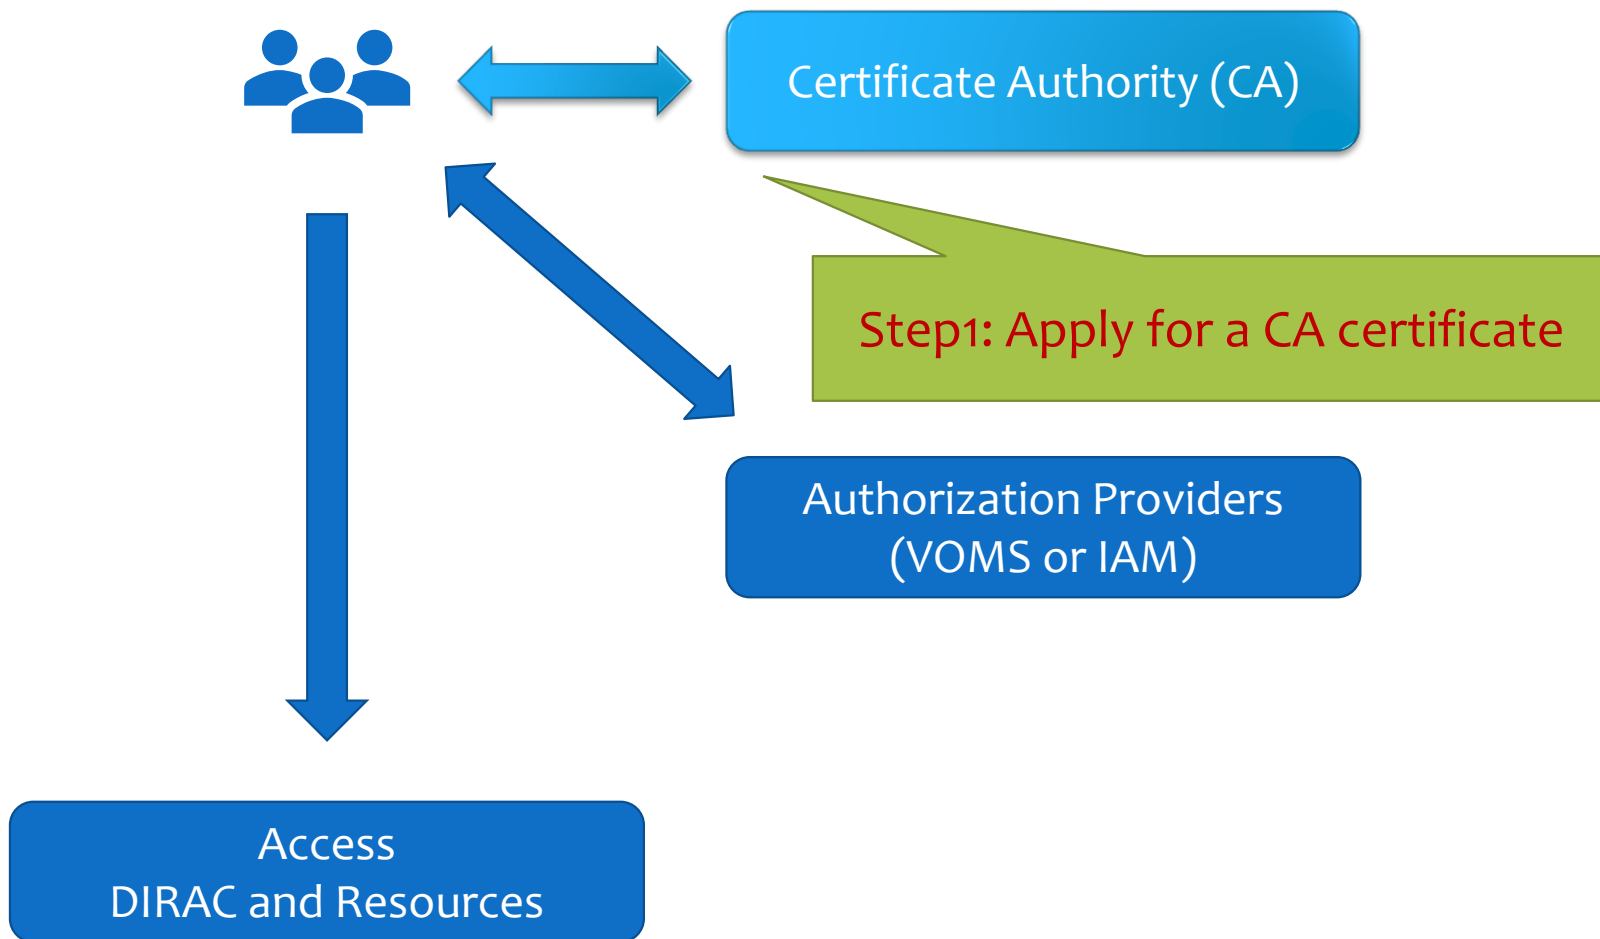 Certificate Authority (CA)
Step1: Apply for a CA certificate
Authorization Providers
(VOMS or IAM)
Access
DIRAC and Resources